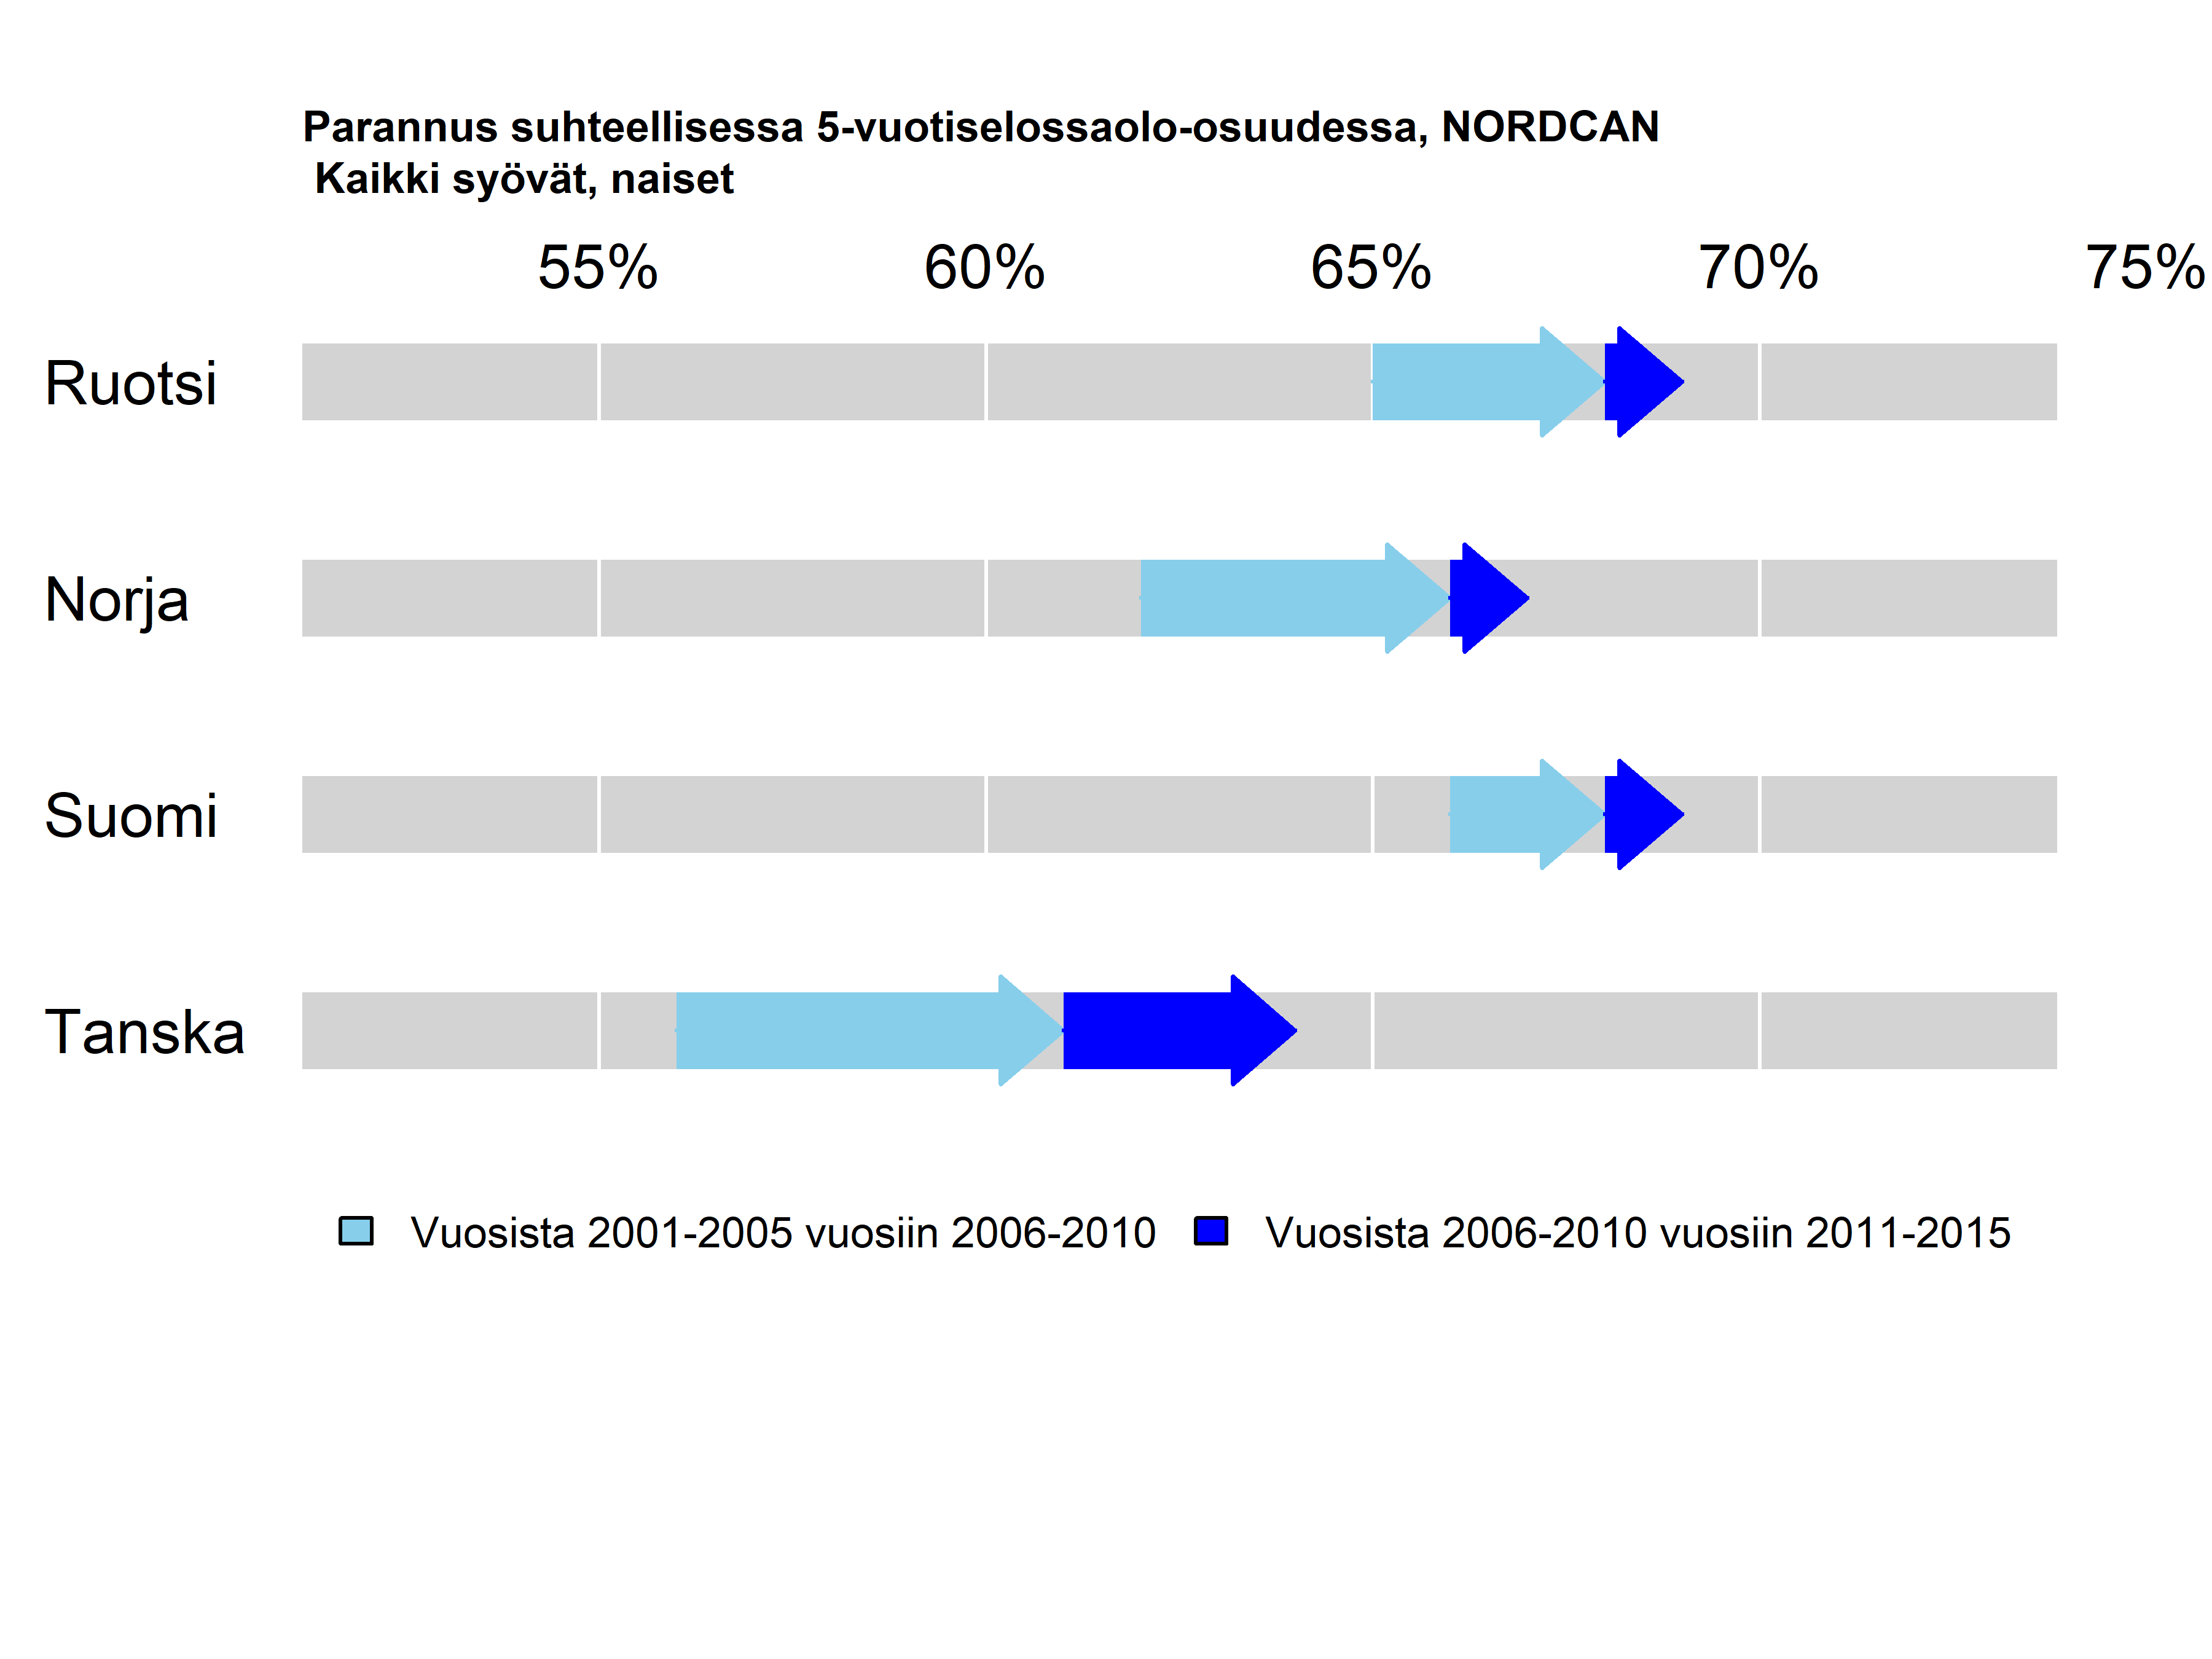 Parannus suhteellisessa 5-vuotiselossaolo-osuudessa, NORDCAN
Kaikki syövät, naiset
55% 60% 65% 70% 75%
Ruotsi
Norja
Suomi
Tanska
Vuosista 2001-2005 vuosiin 2006-2010 Vuosista 2006-2010 vuosiin 2011-2015